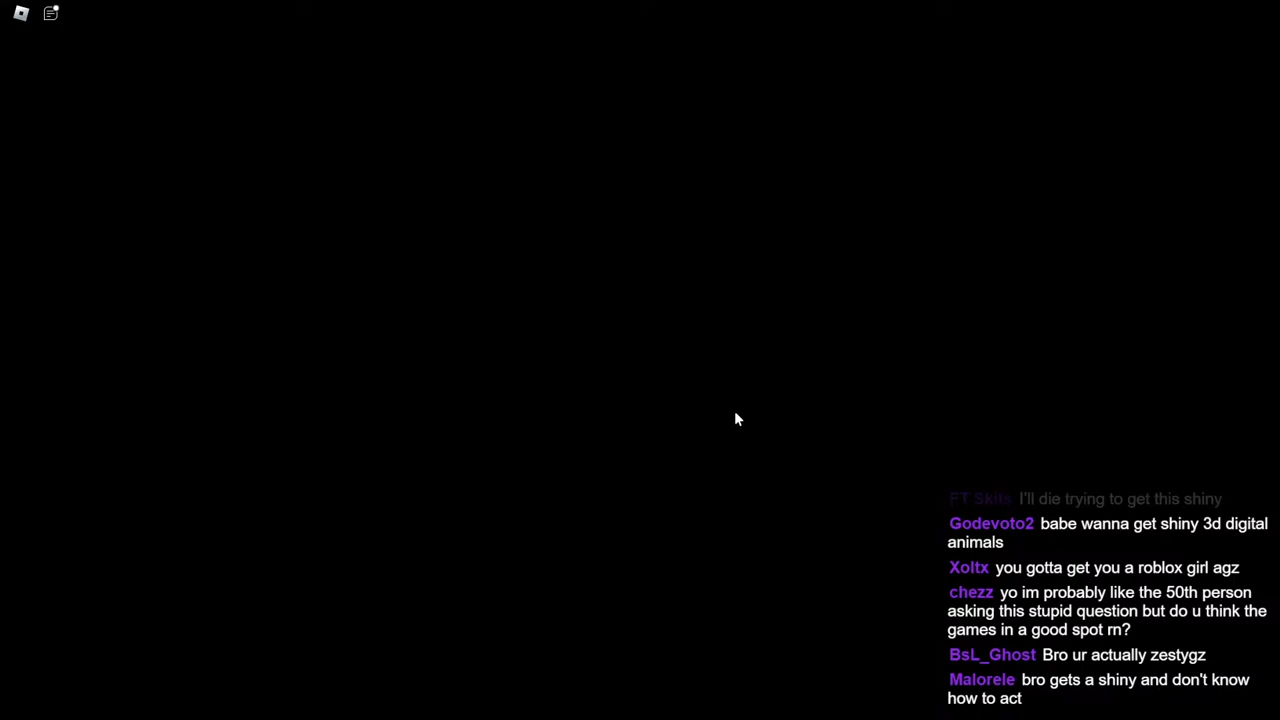 FT Skits I'll die trying to get this shiny
Godevoto2 babe wanna get shiny 3d digital
animals
Xoltx you gotta get you a roblox girl agz
chezz yo im probably like the 50th person
asking this stupid question but do u think the
games in a good spot rn?
BsL_Ghost Bro ur actually zestygz
Malorele bro gets a shiny and don't know
how to act